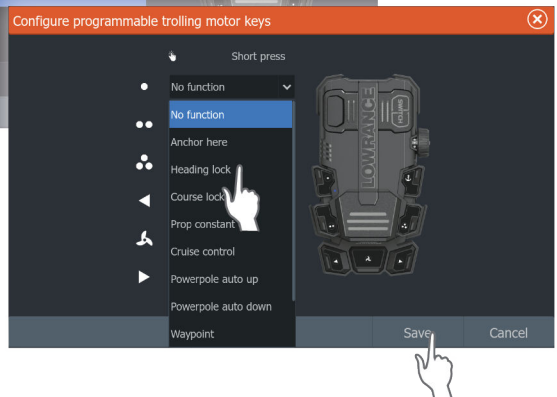 Configure programmable trolling motor keys
Short press
No function
No function
Anchor here
Heading lock
Course lock
Prop constant
Cruise control
Powerpole auto up
Powerpole auto down
Waypoint
LOWRANCE
Save
Cancel